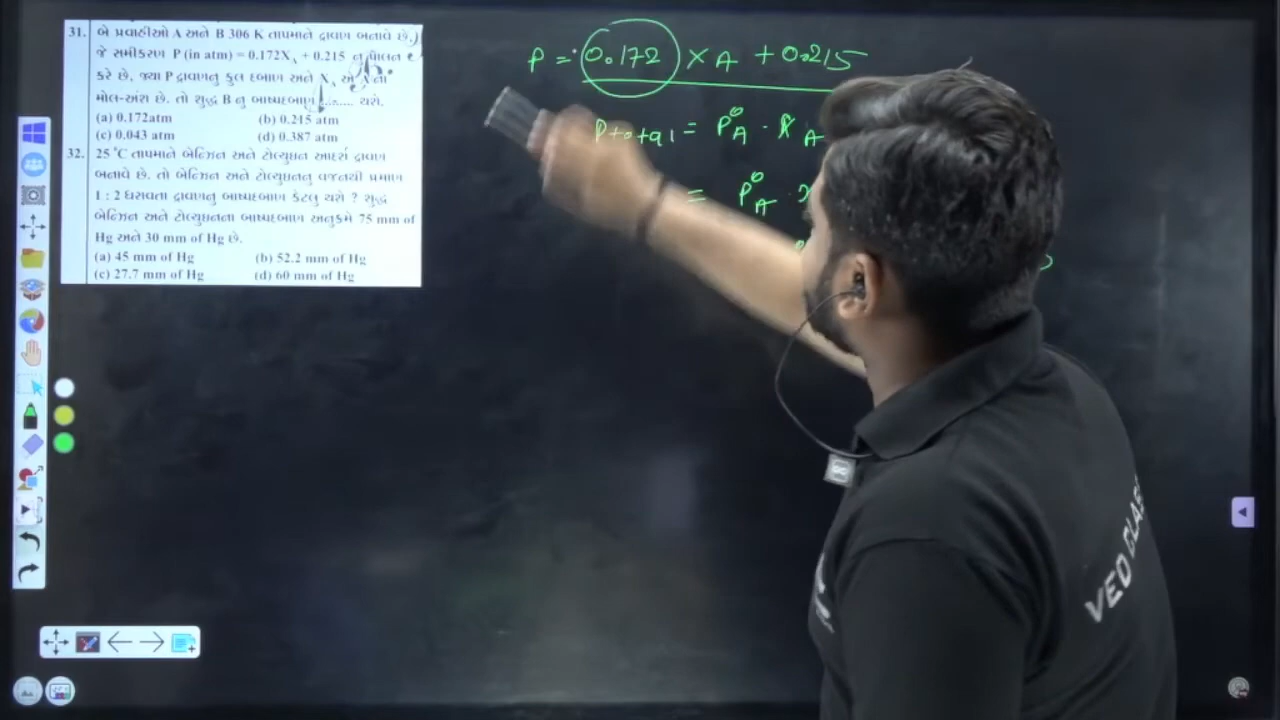 31. બે પ્રવાહીઓ A અને B 306 K તાપમાને દ્રાવણ બનાવે છે.
જે સમીકરણ P (in atm) = 0.172X + 0.215 નુ પાલન
કરે છે, જ્યા P દ્રાવણનુ કુલ દબાણ અને X એ ના
મોલ-અંશ છે. તો શુદ્ધ B નુ બાષ્પદબાણ ........ થશે.
(a) 0.172atm (b) 0.215 atm
(c) 0.043 atm (d) 0.387 atm
32. 25 °C તાપમાને બેન્ઝિન અને ટોલ્યુઇન આદર્શ દ્રાવણ
બનાવે છે. તો બેન્ઝિન અને ટોલ્યુઇનનુ વજનથી પ્રમાણ
1 : 2 ધરાવતા દ્રાવણનુ બાષ્પદબાણ કેટલુ થશે ? શુદ્ધ
બેન્ઝિન અને ટોલ્યુઇનના બાષ્પદબાણ અનુક્રમે 75 mm of
Hg અને 30 mm of Hg છે.
(a) 45 mm of Hg (b) 52.2 mm of Hg
(c) 27.7 mm of Hg (d) 60 mm of Hg
P = 0.172 × A + 0.215
P total = P°A · X A
= P°A · x
VED CLAS